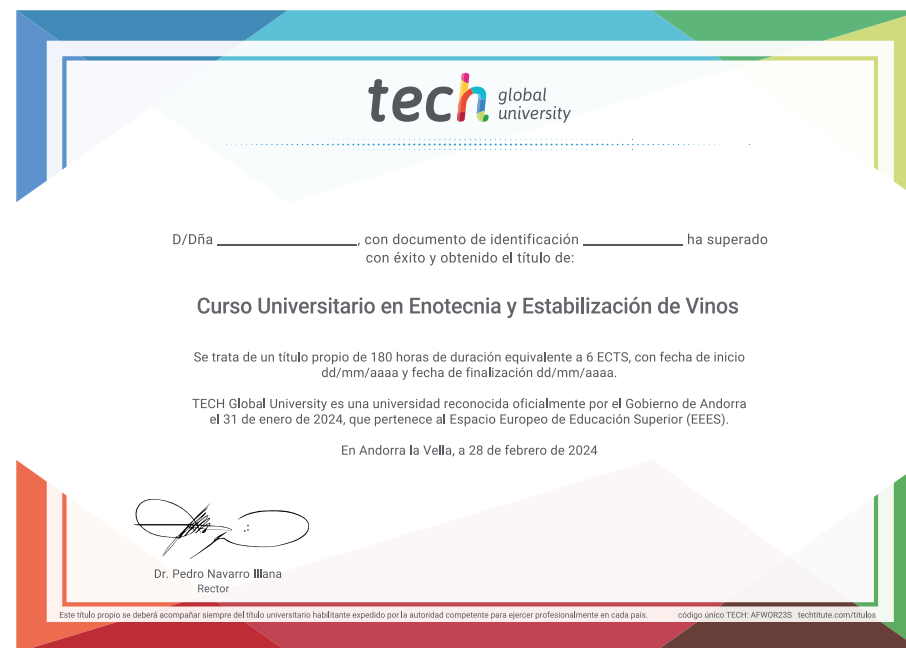 tech global
university
D/Dña ______________, con documento de identificación __________ ha superado
con éxito y obtenido el título de:
Curso Universitario en Enotecnia y Estabilización de Vinos
Se trata de un título propio de 180 horas de duración equivalente a 6 ECTS, con fecha de inicio
dd/mm/aaaa y fecha de finalización dd/mm/aaaa.
TECH Global University es una universidad reconocida oficialmente por el Gobierno de Andorra
el 31 de enero de 2024, que pertenece al Espacio Europeo de Educación Superior (EEES).
En Andorra la Vella, a 28 de febrero de 2024
Dr. Pedro Navarro Illana
Rector
Este título propio se deberá acompañar siempre del título universitario habilitante expedido por la autoridad competente para ejercer profesionalmente en cada país. código único TECH: AFWOR23S techtitute.com/titulos